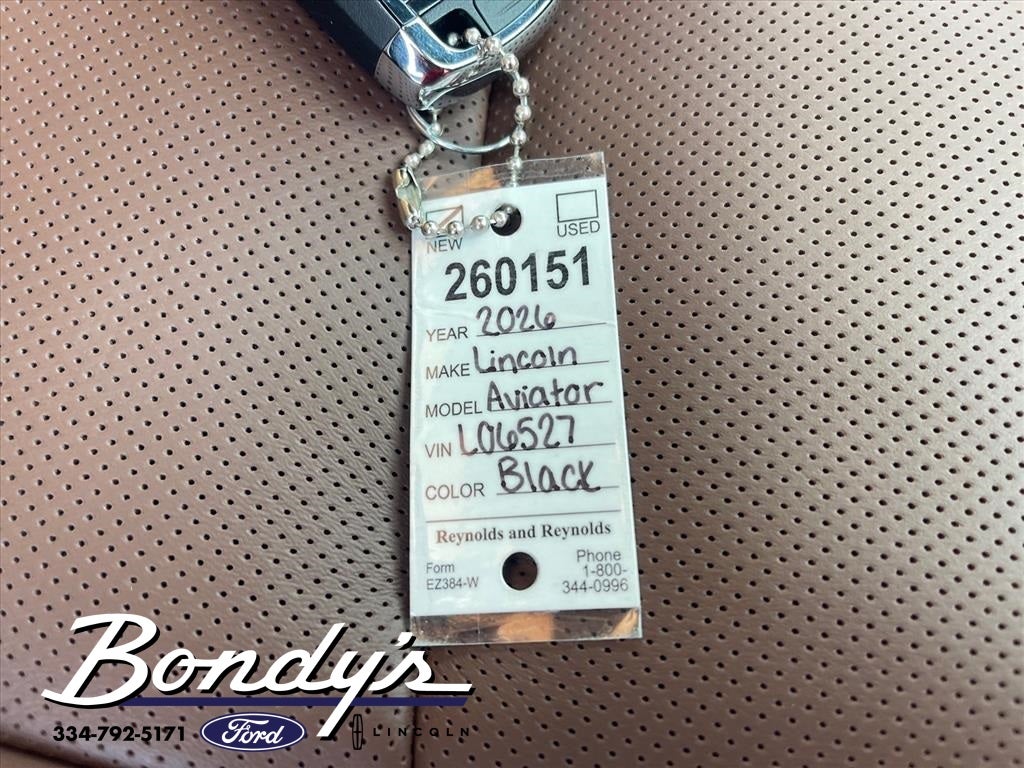 NEW
USED
260151
YEAR 2026
MAKE Lincoln
MODEL Aviator
VIN L06527
COLOR Black
Reynolds and Reynolds
Form
EZ384-W
Phone
1-800-
344-0996
Bondy's
334-792-5171 Ford LINCOLN